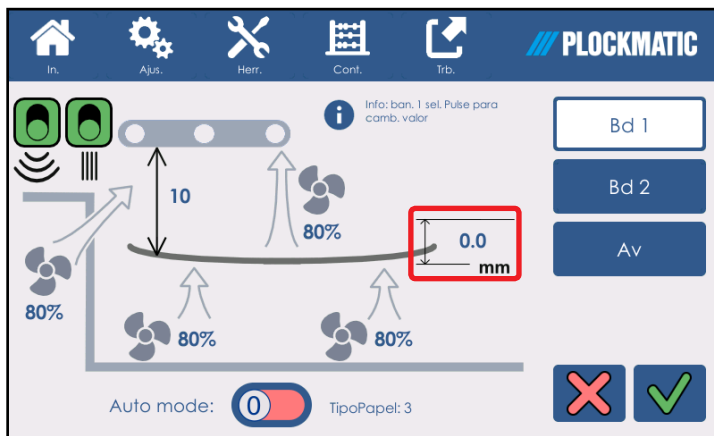 In.
Ajus.
Herr.
Cont.
Trb.
PLOCKMATIC
Info: ban. 1 sel. Pulse para
camb. valor
Bd 1
Bd 2
Av
10
80%
0.0
mm
80%
80%
80%
Auto mode:
0
TipoPapel: 3